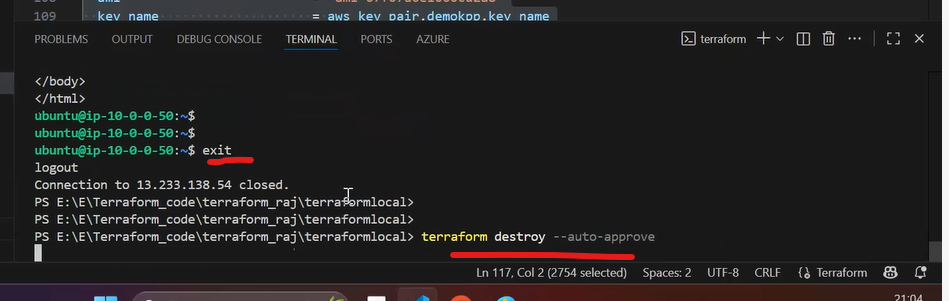 109 key_name = aws_key_pair.demokpp.key_name
PROBLEMS OUTPUT DEBUG CONSOLE TERMINAL PORTS AZURE terraform
</body>
</html>
ubuntu@ip-10-0-0-50:~$
ubuntu@ip-10-0-0-50:~$
ubuntu@ip-10-0-0-50:~$ exit
logout
Connection to 13.233.138.54 closed.
PS E:\E\Terraform_code\terraform_raj\terraformlocal>
PS E:\E\Terraform_code\terraform_raj\terraformlocal>
PS E:\E\Terraform_code\terraform_raj\terraformlocal> terraform destroy --auto-approve
Ln 117, Col 2 (2754 selected) Spaces: 2 UTF-8 CRLF Terraform
21:04